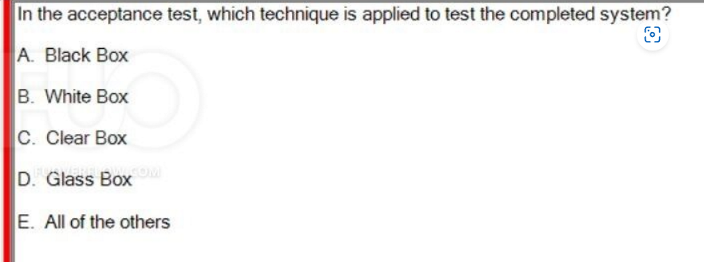 In the acceptance test, which technique is applied to test the completed system?
A. Black Box
B. White Box
C. Clear Box
D. Glass Box
E. All of the others